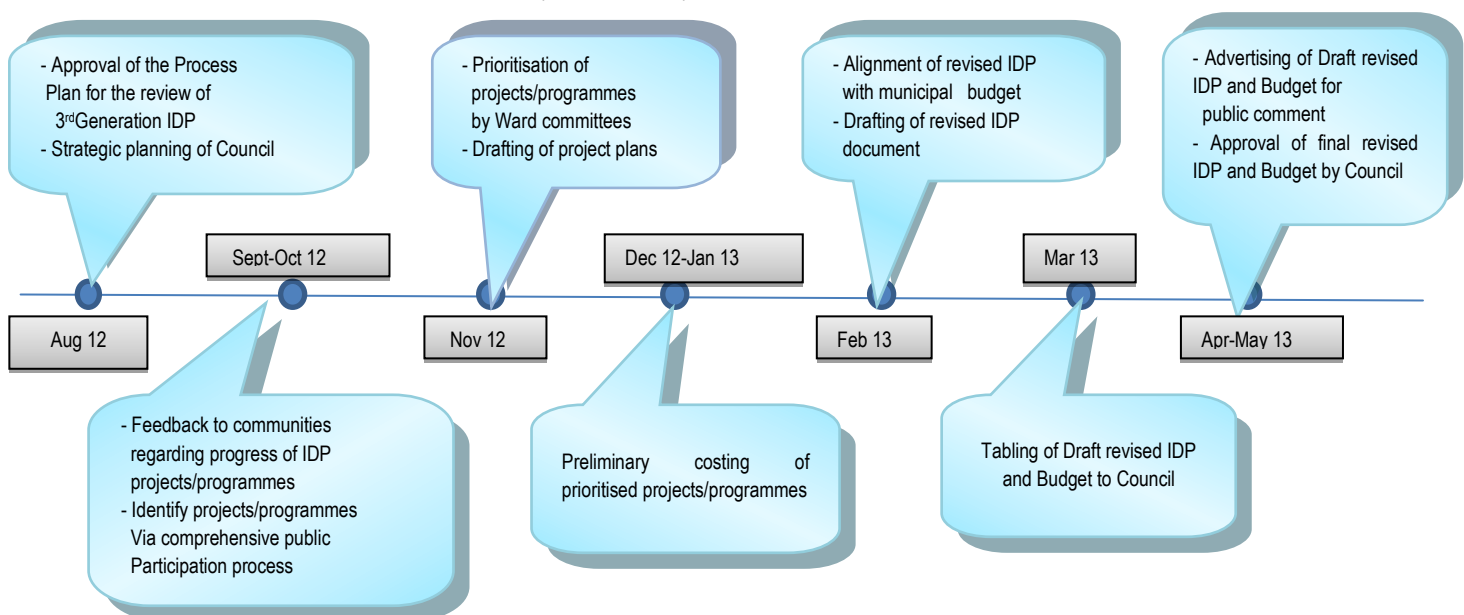 - Approval of the Process
Plan for the review of
3rdGeneration IDP
- Strategic planning of Council
Aug 12
Sept-Oct 12
- Feedback to communities
regarding progress of IDP
projects/programmes
- Identify projects/programmes
Via comprehensive public
Participation process
- Prioritisation of
projects/programmes
by Ward committees
- Drafting of project plans
Nov 12
Dec 12-Jan 13
Preliminary costing of
prioritised projects/programmes
- Alignment of revised IDP
with municipal budget
- Drafting of revised IDP
document
Feb 13
Mar 13
Tabling of Draft revised IDP
and Budget to Council
- Advertising of Draft revised
IDP and Budget for
public comment
- Approval of final revised
IDP and Budget by Council
Apr-May 13